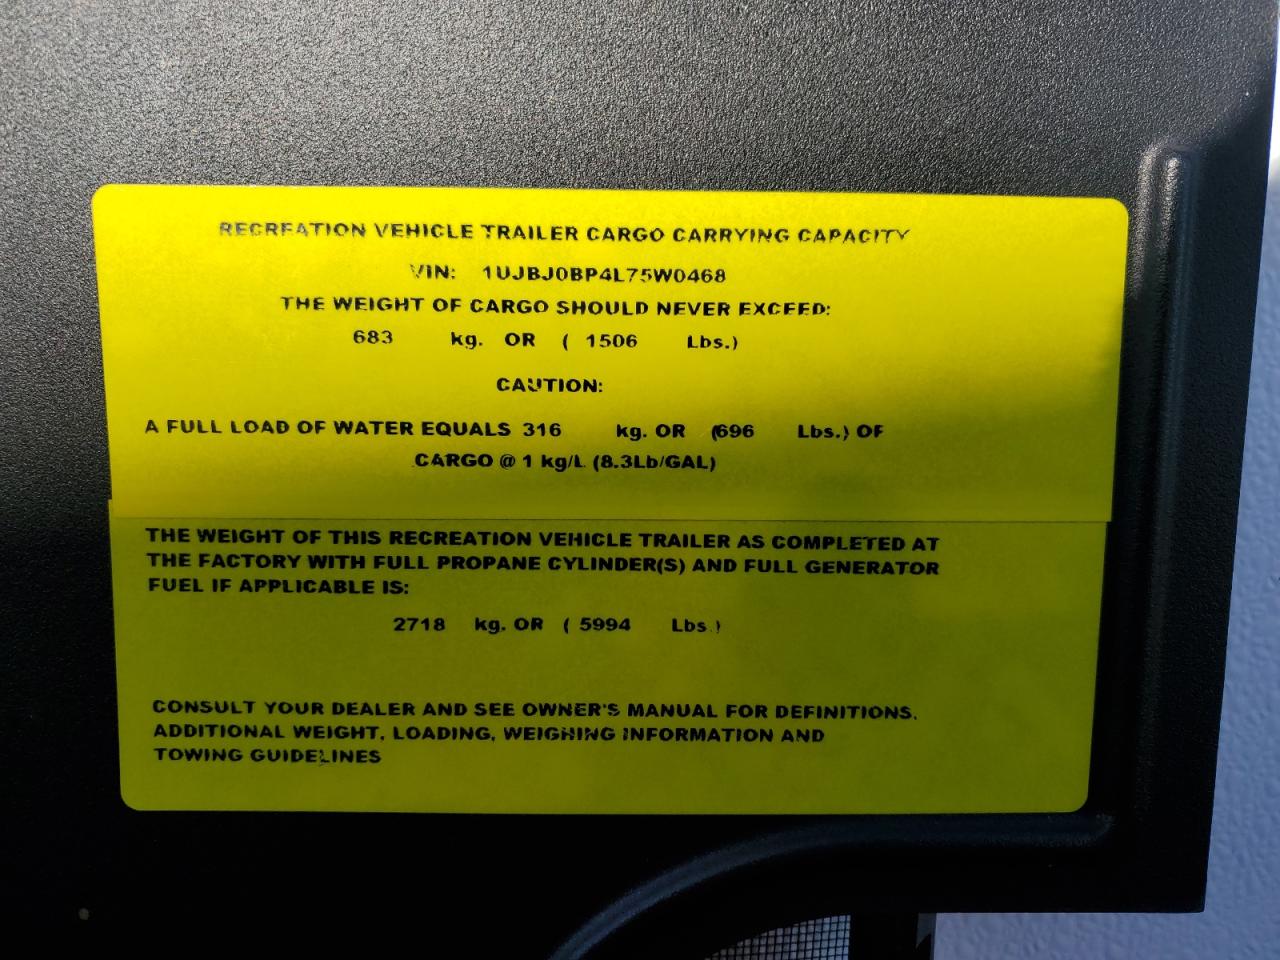 RECREATION VEHICLE TRAILER CARGO CARRYING CAPACITY
VIN: 1UJBJ0BP4L75W0468
THE WEIGHT OF CARGO SHOULD NEVER EXCEED:
683 kg. OR ( 1506 Lbs.)
CAUTION:
A FULL LOAD OF WATER EQUALS 316 kg. OR (696 Lbs.) OF
CARGO @ 1 kg/L (8.3Lb/GAL)
THE WEIGHT OF THIS RECREATION VEHICLE TRAILER AS COMPLETED AT
THE FACTORY WITH FULL PROPANE CYLINDER(S) AND FULL GENERATOR
FUEL IF APPLICABLE IS:
2718 kg. OR ( 5994 Lbs.)
CONSULT YOUR DEALER AND SEE OWNER'S MANUAL FOR DEFINITIONS,
ADDITIONAL WEIGHT, LOADING, WEIGHING INFORMATION AND
TOWING GUIDELINES